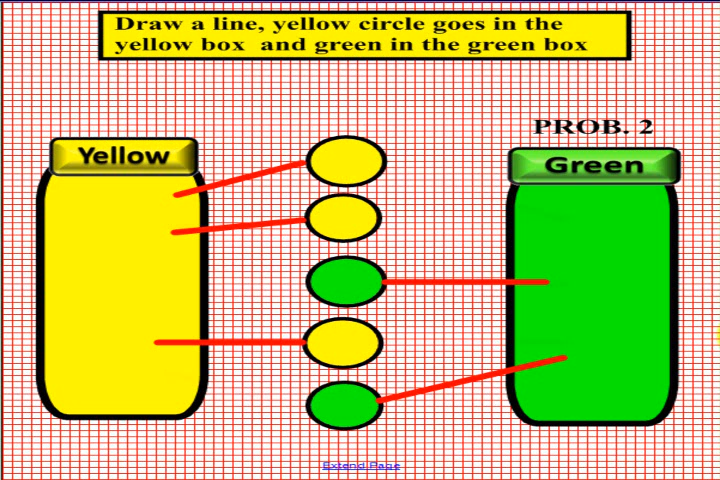 Draw a line, yellow circle goes in the
yellow box and green in the green box
PROB. 2
Yellow
Green
Extend Page